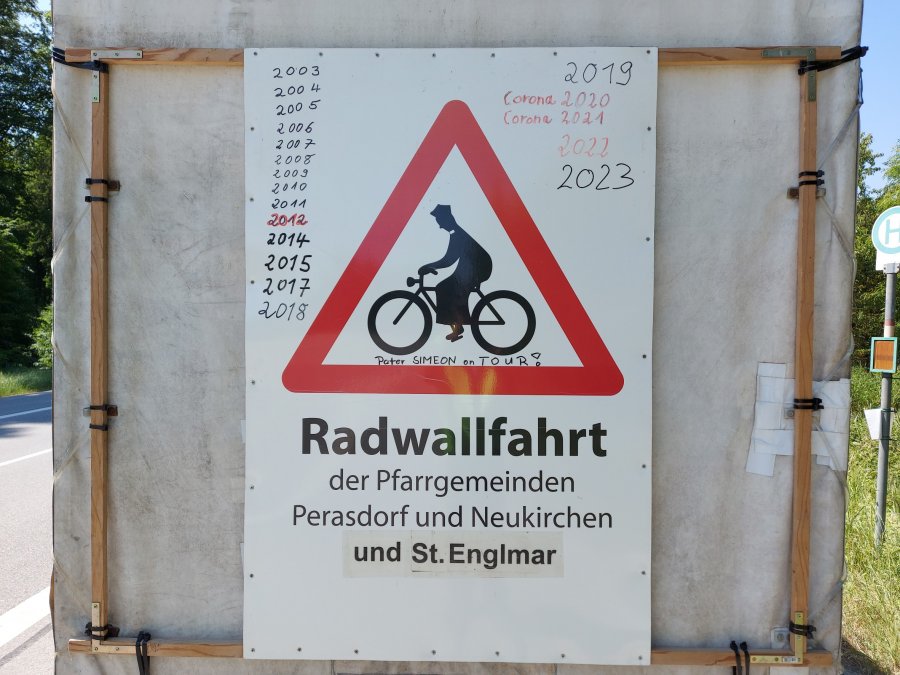 2003
2004
2005
2006
2007
2008
2009
2010
2011
2012
2014
2015
2017
2018
2019
Corona 2020
Corona 2021
2022
2023
Pater SIMEON on TOUR!
Radwallfahrt
der Pfarrgemeinden
Perasdorf und Neukirchen
und St. Englmar
H